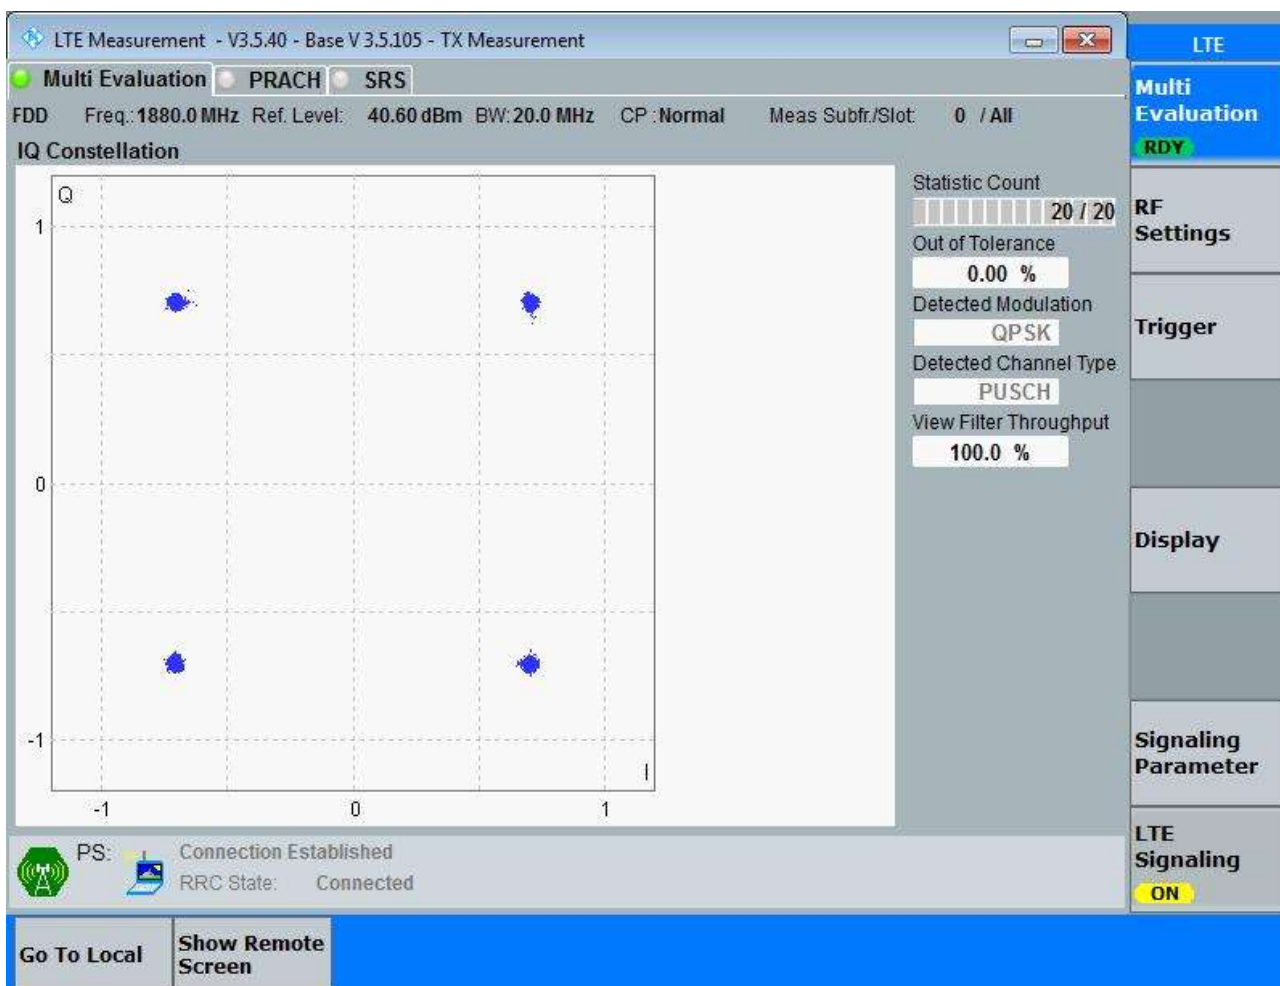 LTE Measurement - V3.5.40 - Base V 3.5.105 - TX Measurement
LTE
Multi Evaluation PRACH SRS
FDD Freq.:1880.0 MHz Ref. Level: 40.60 dBm BW:20.0 MHz CP :Normal Meas Subfr./Slot: 0 / All
IQ Constellation
Q
1
0
-1
I
-1 0 1
Statistic Count
20 / 20
Out of Tolerance
0.00 %
Detected Modulation
QPSK
Detected Channel Type
PUSCH
View Filter Throughput
100.0 %
Multi
Evaluation
RDY
RF
Settings
Trigger
Display
Signaling
Parameter
LTE
Signaling
ON
PS: Connection Established
RRC State: Connected
Go To Local
Show Remote
Screen